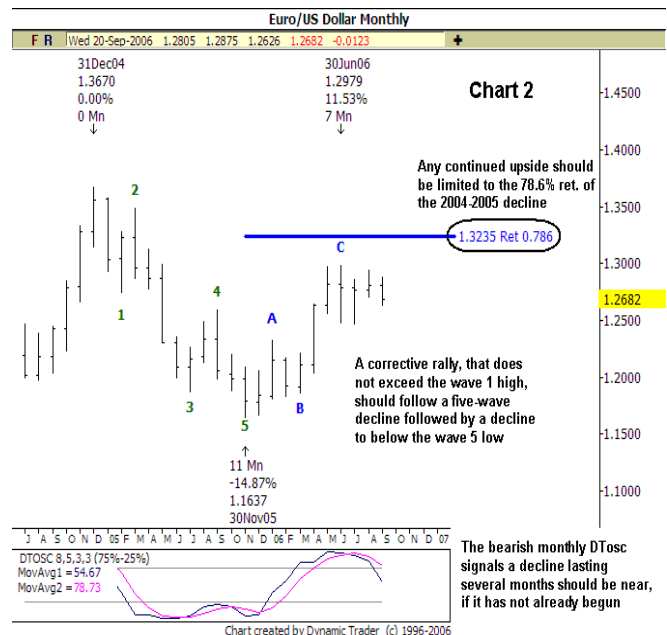 Euro/US Dollar Monthly
F R Wed 20-Sep-2006 1.2805 1.2875 1.2626 1.2682 -0.0123
31Dec04
1.3670
0.00%
0 Mn
30Jun06
1.2979
11.53%
7 Mn
Chart 2
1.4500
1.4000
1.3500
1.3000
1.2682
1.2500
1.2000
1.1500
1.1000
Any continued upside should
be limited to the 78.6% ret. of
the 2004-2005 decline
1.3235 Ret 0.786
2
C
1
4
A
3
B
5
A corrective rally, that does
not exceed the wave 1 high,
should follow a five-wave
decline followed by a decline
to below the wave 5 low
11 Mn
-14.87%
1.1637
30Nov05
J A S O N D 05 F M A M J J A S O N D 06 F M A M J J A S O N D 07
DTOSC 8,5,3,3 (75%-25%)
MovAvg1 =54.67
MovAvg2 =78.73
The bearish monthly DTosc
signals a decline lasting
several months should be near,
if it has not already begun
Chart created by Dynamic Trader (c) 1996-2006